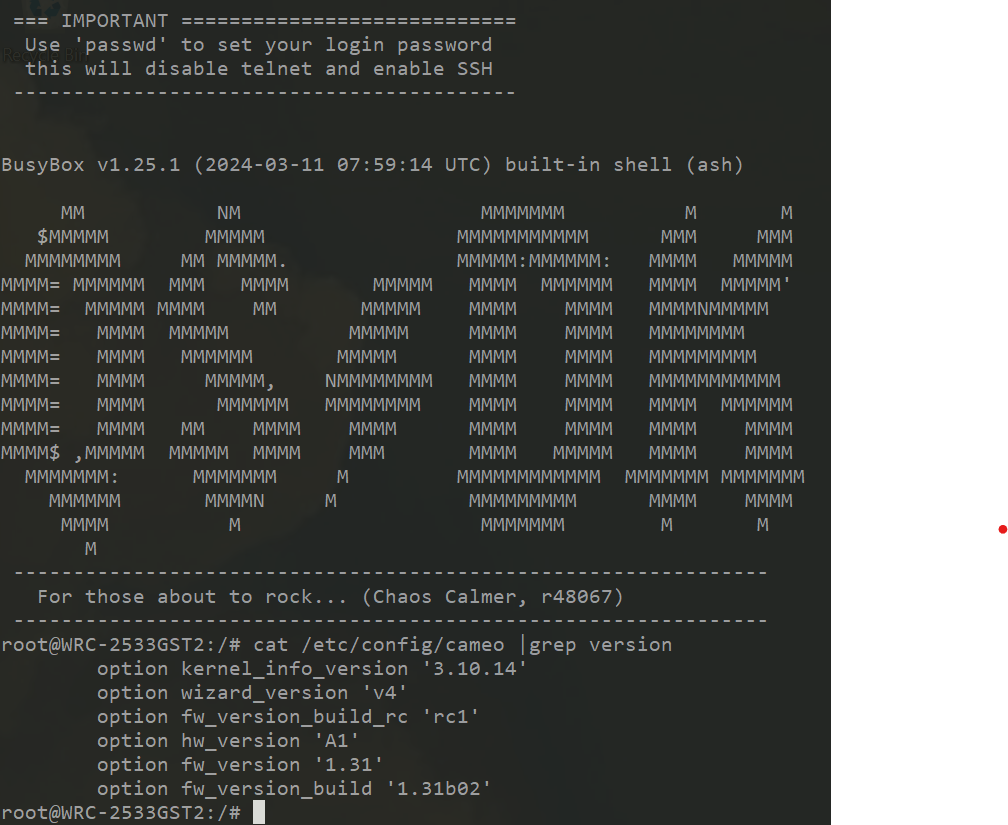 === IMPORTANT ============================
Use 'passwd' to set your login password
this will disable telnet and enable SSH
------------------------------------------
BusyBox v1.25.1 (2024-03-11 07:59:14 UTC) built-in shell (ash)
     MM           NM                    MMMMMMM          M       M
   $MMMMM        MMMMM                MMMMMMMMMMM      MMM     MMM
  MMMMMMMM     MM MMMMM.              MMMMM:MMMMMM:   MMMM   MMMMM
MMMM= MMMMMM  MMM   MMMM       MMMMM   MMMM  MMMMMM   MMMM  MMMMM'
MMMM=  MMMMM MMMM    MM       MMMMM    MMMM    MMMM   MMMMNMMMMM
MMMM=   MMMM  MMMMM          MMMMM     MMMM    MMMM   MMMMMMMM
MMMM=   MMMM   MMMMMM       MMMMM      MMMM    MMMM   MMMMMMMMM
MMMM=   MMMM     MMMMM,    NMMMMMMMM   MMMM    MMMM   MMMMMMMMMMM
MMMM=   MMMM      MMMMMM   MMMMMMMM    MMMM    MMMM   MMMM  MMMMMM
MMMM=   MMMM   MM    MMMM    MMMM      MMMM    MMMM   MMMM    MMMM
MMMM$ ,MMMMM  MMMMM  MMMM    MMM       MMMM   MMMMM   MMMM    MMMM
  MMMMMMM:      MMMMMMM     M         MMMMMMMMMMMM  MMMMMMM MMMMMMM
    MMMMMM       MMMMN     M           MMMMMMMMM      MMMM    MMMM
     MMMM          M                    MMMMMMM        M       M
       M
---------------------------------------------------------------
For those about to rock... (Chaos Calmer, r48067)
---------------------------------------------------------------
root@WRC-2533GST2:/# cat /etc/config/cameo |grep version
option kernel_info_version '3.10.14'
option wizard_version 'v4'
option fw_version_build_rc 'rc1'
option hw_version 'A1'
option fw_version '1.31'
option fw_version_build '1.31b02'
root@WRC-2533GST2:/#